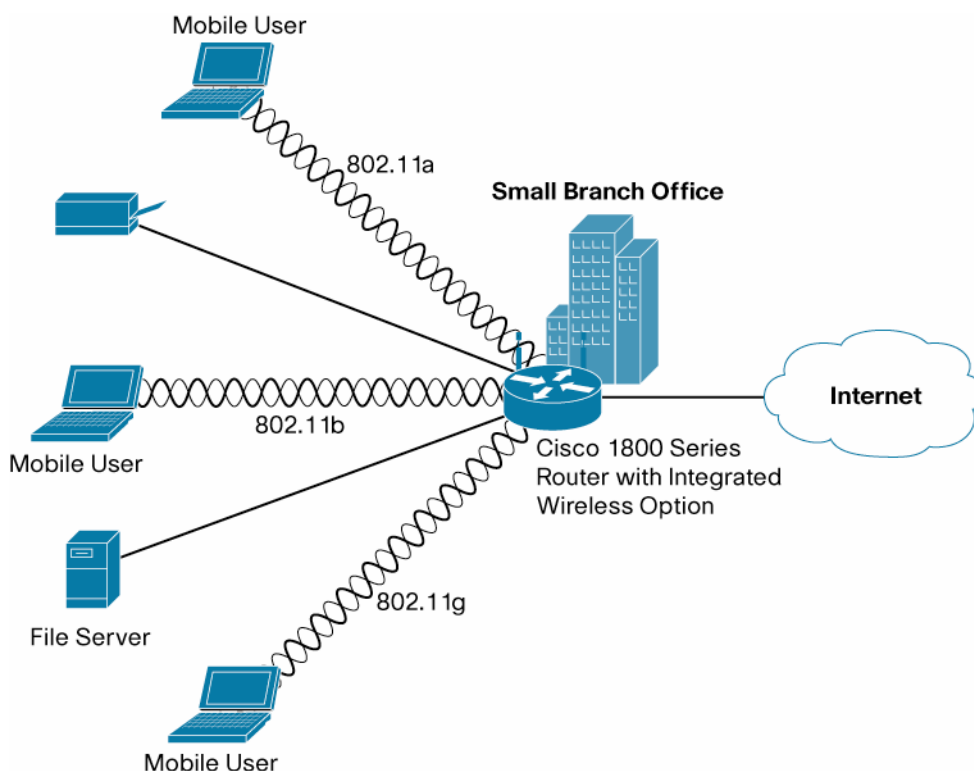 Mobile User
802.11a
Small Branch Office
Internet
802.11b
Mobile User
Cisco 1800 Series
Router with Integrated
Wireless Option
802.11g
File Server
Mobile User